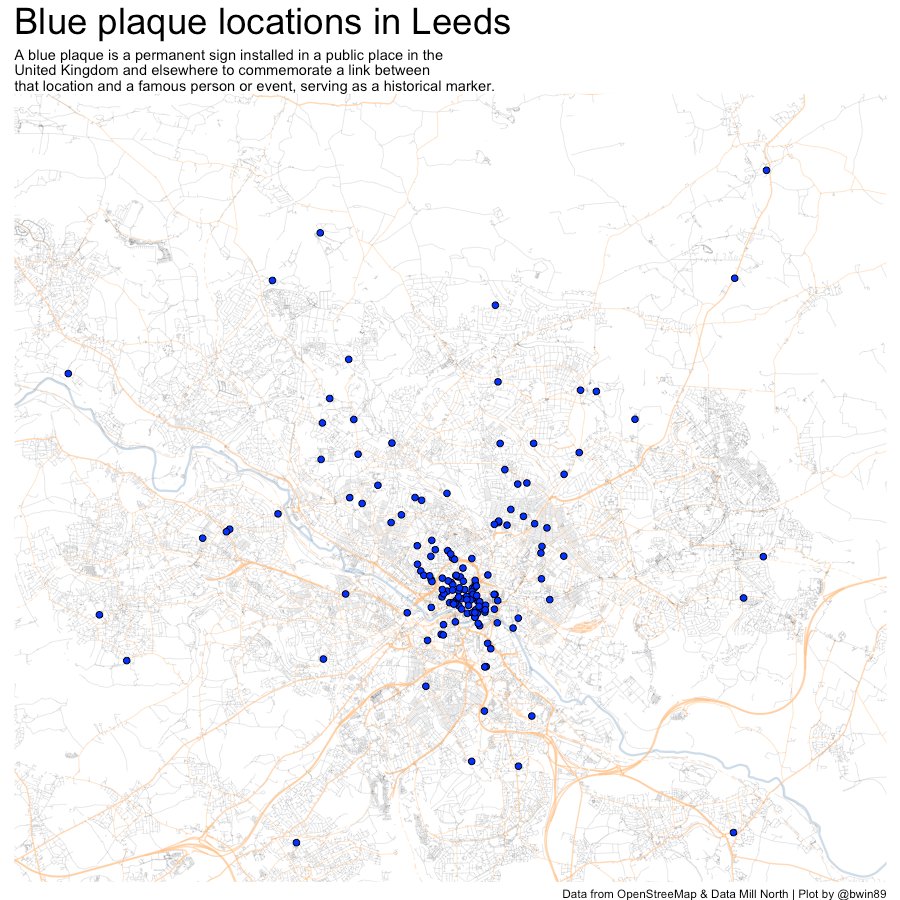 Blue plaque locations in Leeds
A blue plaque is a permanent sign installed in a public place in the
United Kingdom and elsewhere to commemorate a link between
that location and a famous person or event, serving as a historical marker.
Data from OpenStreeMap & Data Mill North | Plot by @bwin89